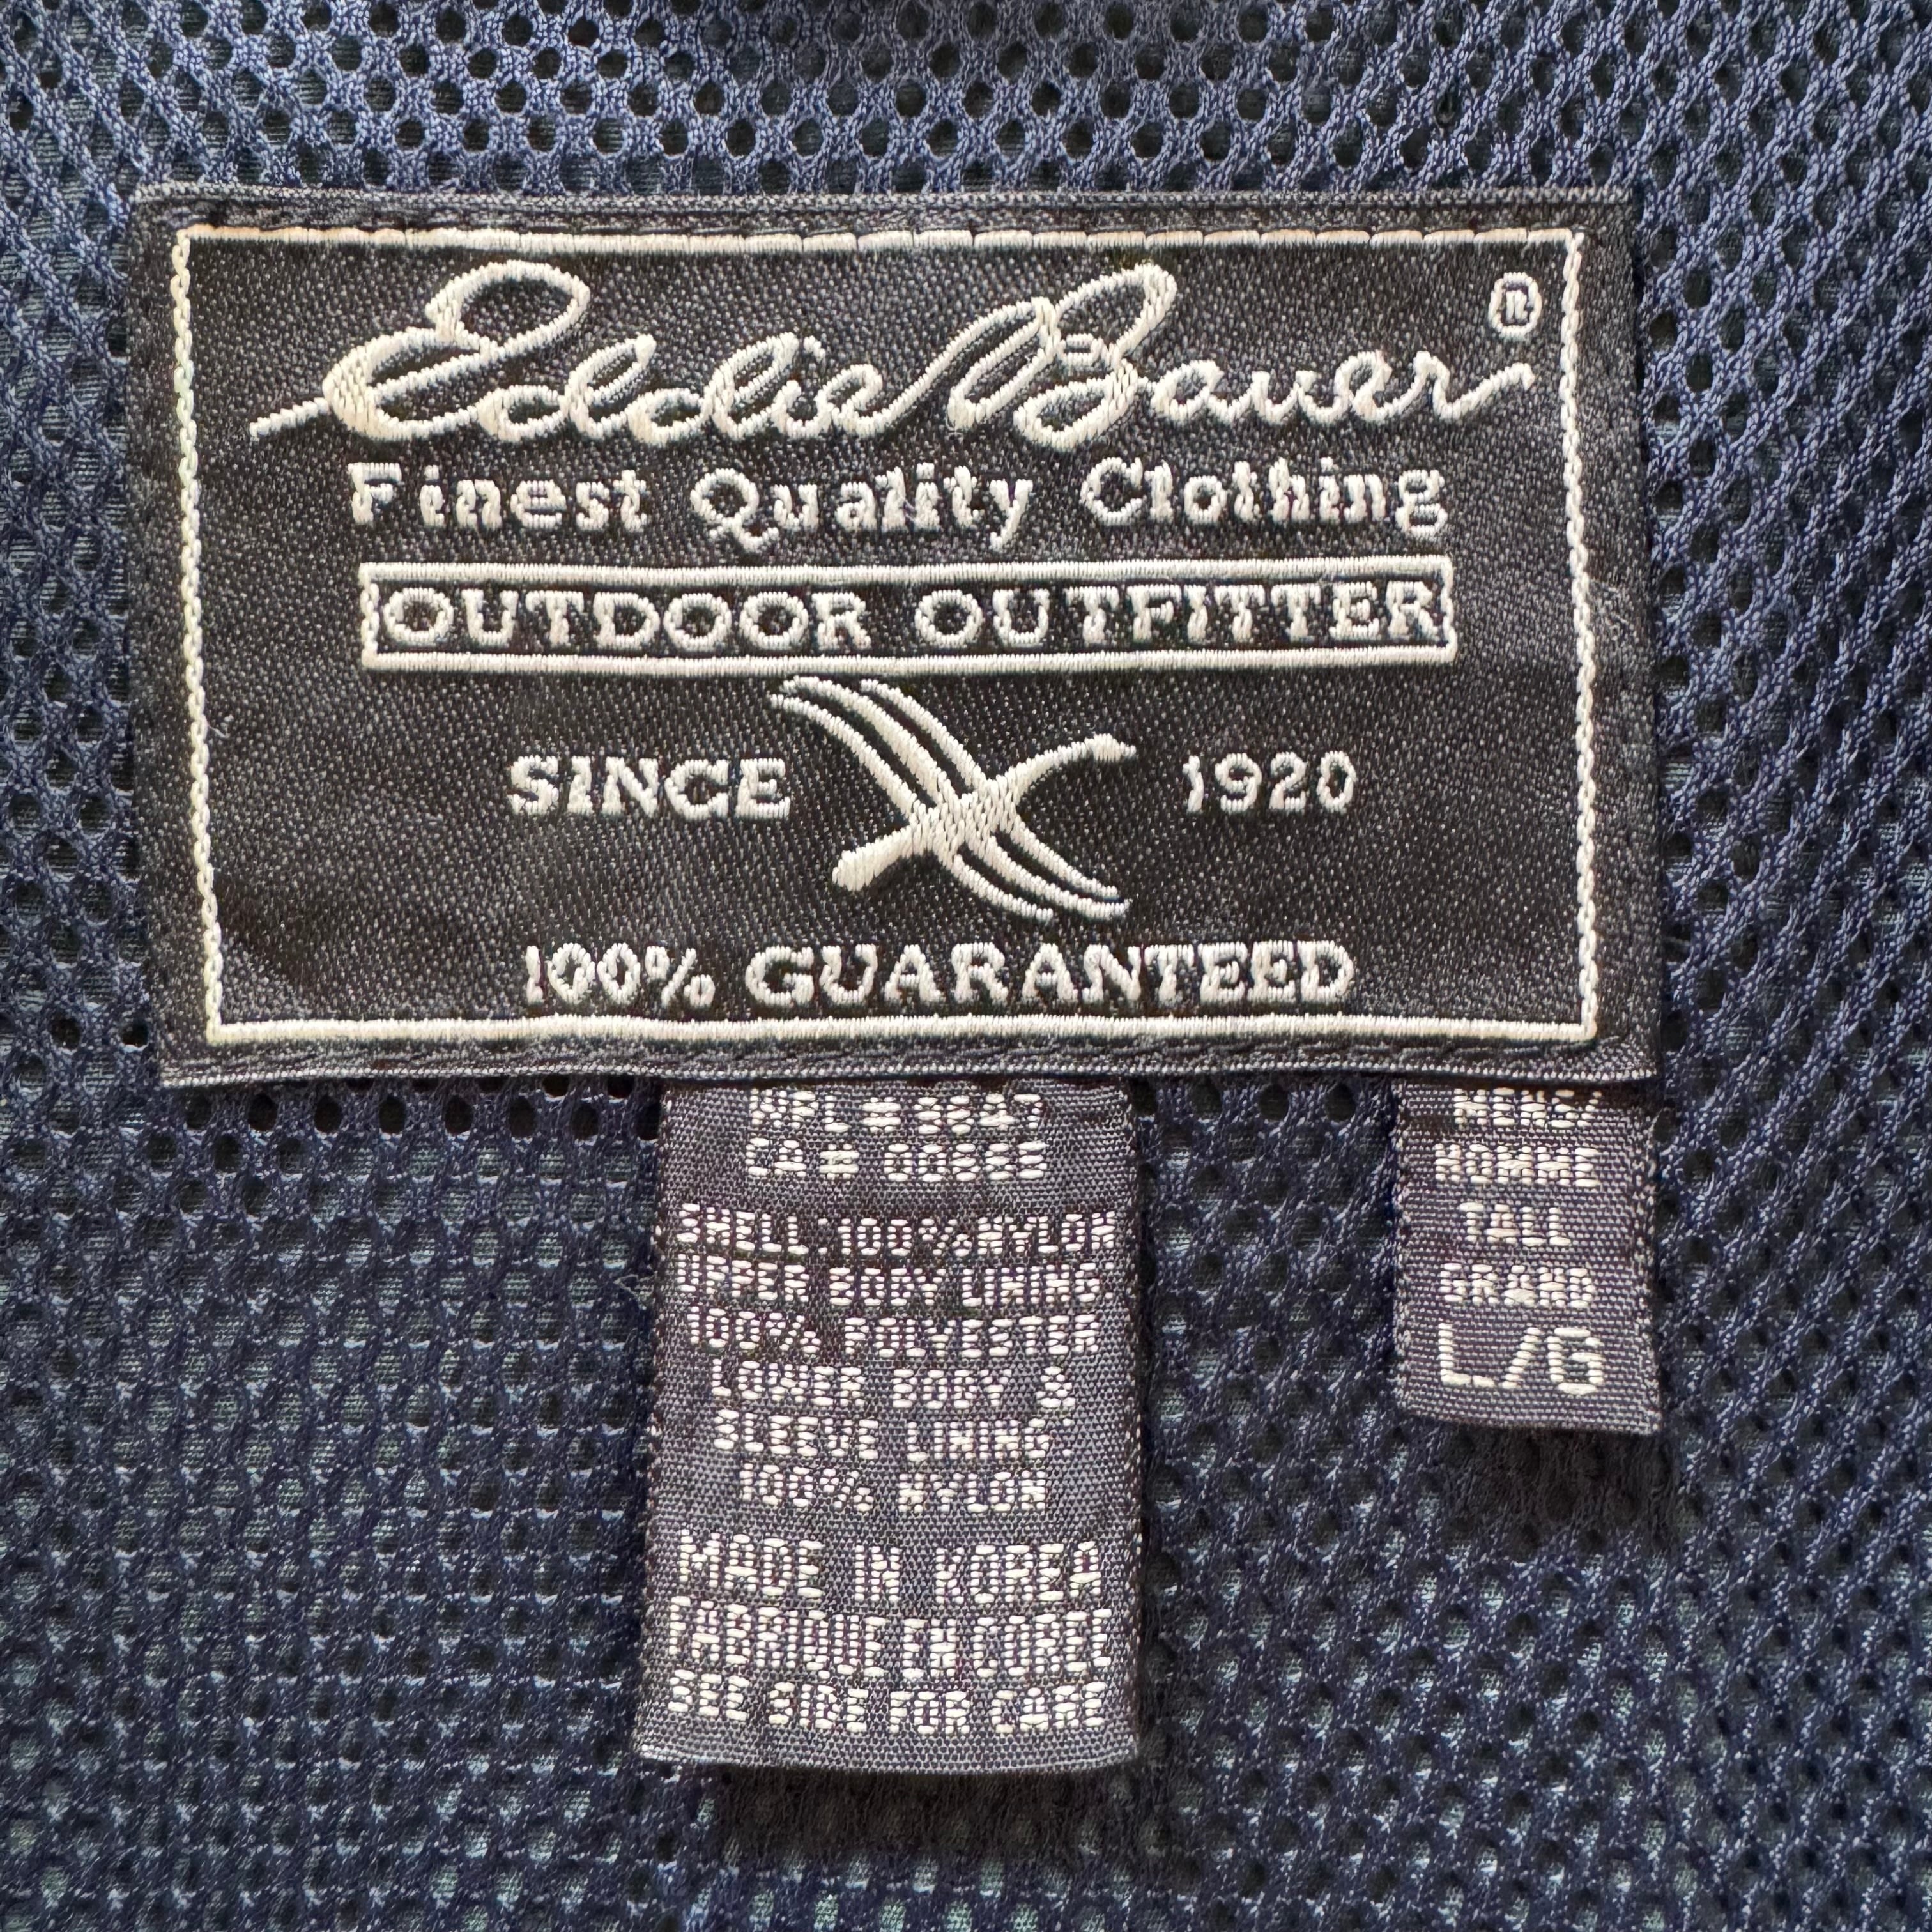 Eddie Bauer ®
Finest Quality Clothing
OUTDOOR OUTFITTER
SINCE 1920
100% GUARANTEED
WPL #
CA #
SHELL:100%NYLON
UPPER BODY LINING
100% POLYESTER
LOWER BODY &
SLEEVE LINING
100% NYLON
MADE IN KOREA
FABRIQUE EN COREE
SEE SIDE FOR CARE
MENS/
HOMME
TALL
GRAND
L/G